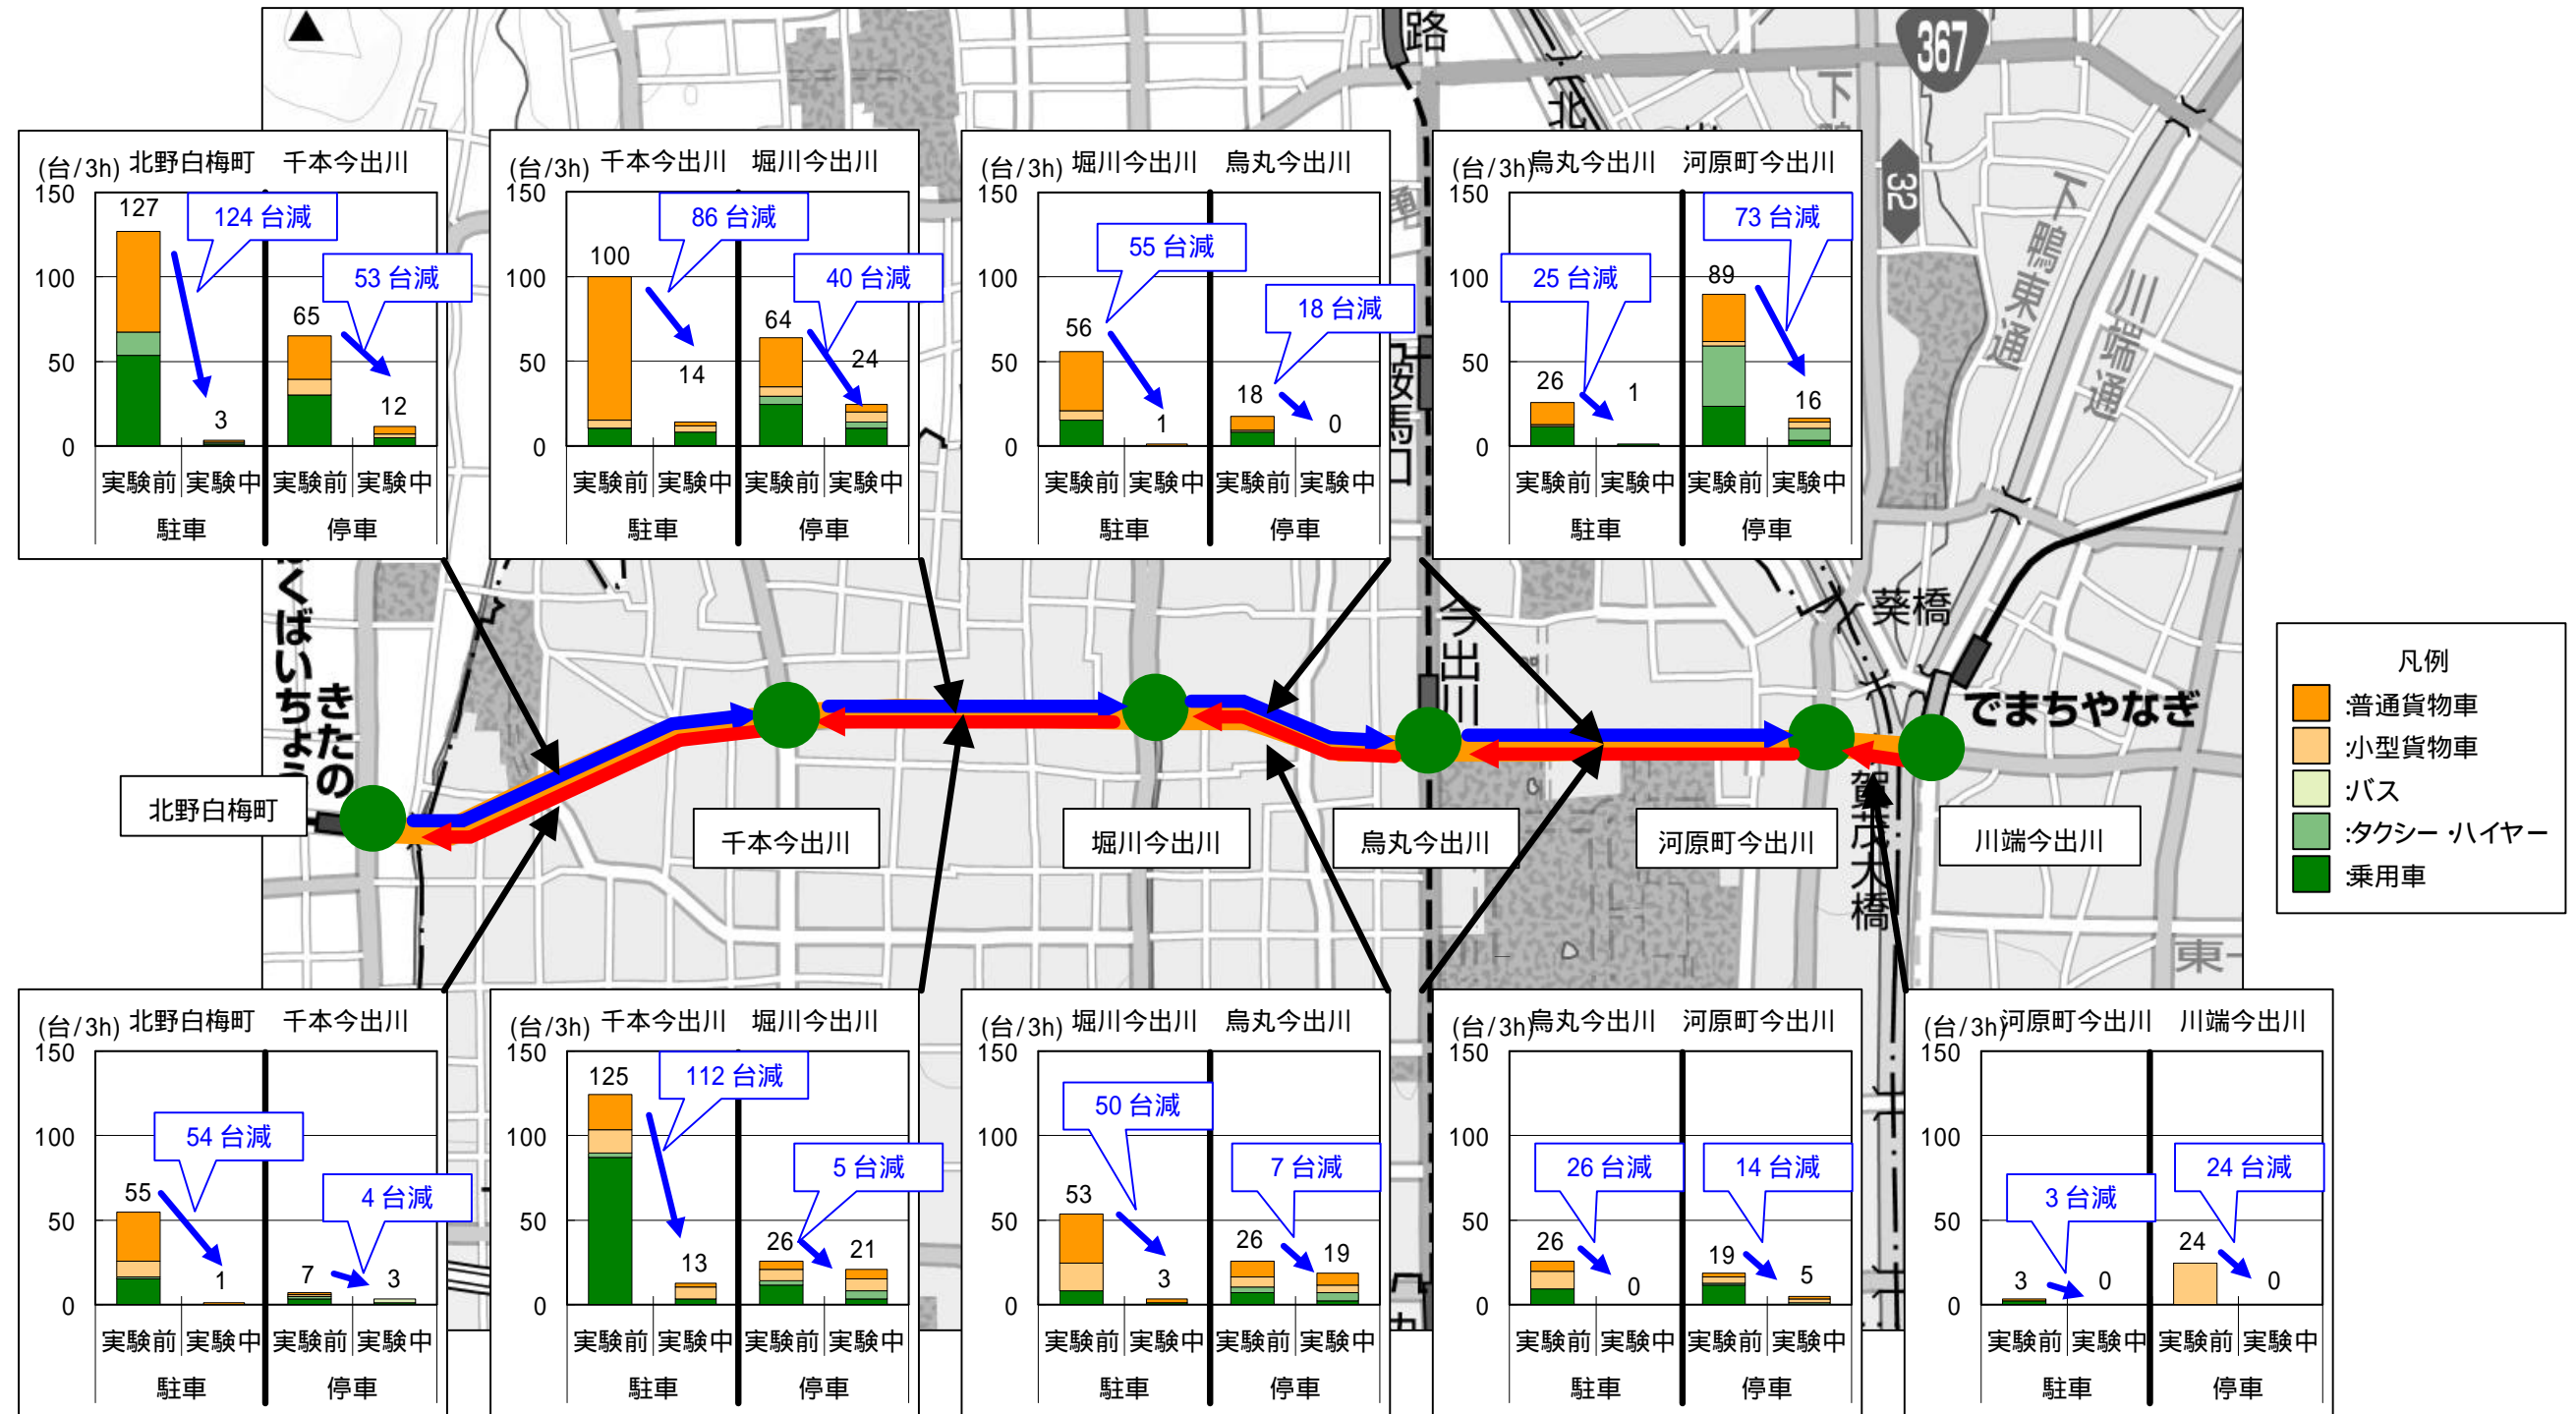 (台/3h) 北野白梅町 千本今出川
150
100
50
0
127
3
65
12
124 台減
53 台減
実験前 実験中 実験前 実験中
駐車 停車
(台/3h) 千本今出川 堀川今出川
150
100
50
0
100
14
64
24
86 台減
40 台減
実験前 実験中 実験前 実験中
駐車 停車
(台/3h) 堀川今出川 烏丸今出川
150
100
50
0
56
1
18
0
55 台減
18 台減
実験前 実験中 実験前 実験中
駐車 停車
(台/3h) 烏丸今出川 河原町今出川
150
100
50
0
26
1
89
16
25 台減
73 台減
実験前 実験中 実験前 実験中
駐車 停車
路
北
367
32
下鴨東通
三端通
鞍馬口
今出川
葵橋
賀茂大橋
でまちやなぎ
きたの
くばいちょう
東一
北野白梅町
千本今出川
堀川今出川
烏丸今出川
河原町今出川
川端今出川
凡例
:普通貨物車
:小型貨物車
:バス
:タクシー・ハイヤー
:乗用車
(台/3h) 北野白梅町 千本今出川
150
100
50
0
55
1
7
3
54 台減
4 台減
実験前 実験中 実験前 実験中
駐車 停車
(台/3h) 千本今出川 堀川今出川
150
100
50
0
125
13
26
21
112 台減
5 台減
実験前 実験中 実験前 実験中
駐車 停車
(台/3h) 堀川今出川 烏丸今出川
150
100
50
0
53
3
26
19
50 台減
7 台減
実験前 実験中 実験前 実験中
駐車 停車
(台/3h) 烏丸今出川 河原町今出川
150
100
50
0
26
0
19
5
26 台減
14 台減
実験前 実験中 実験前 実験中
駐車 停車
(台/3h) 河原町今出川 川端今出川
150
100
50
0
3
0
24
0
3 台減
24 台減
実験前 実験中 実験前 実験中
駐車 停車